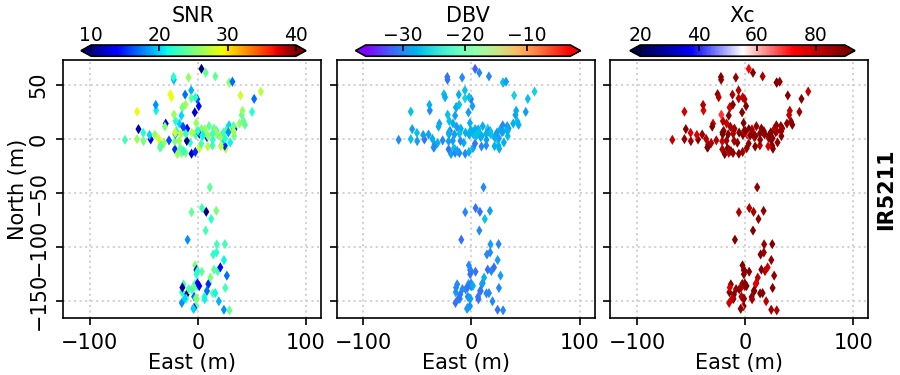 SNR DBV Xc
10 20 30 40 −30 −20 −10 20 40 60 80
50
0
−50
−100
−150
North (m)
IR5211
−100 0 100 −100 0 100 −100 0 100
East (m) East (m) East (m)